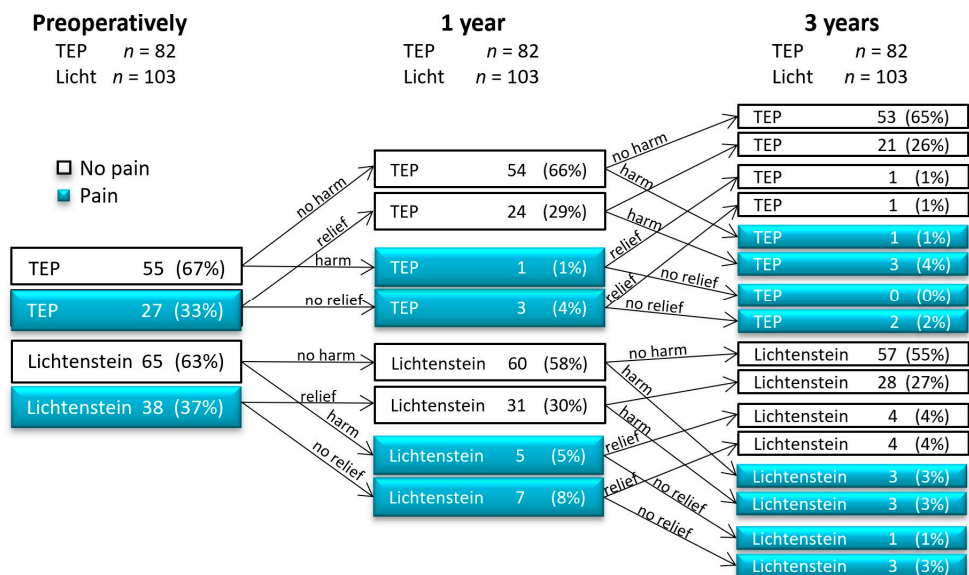 Preoperatively
TEP n = 82
Licht n = 103
1 year
TEP n = 82
Licht n = 103
3 years
TEP n = 82
Licht n = 103
No pain
Pain
TEP 55 (67%)
TEP 27 (33%)
Lichtenstein 65 (63%)
Lichtenstein 38 (37%)
no harm
relief
harm
no relief
no harm
relief
harm
no relief
TEP 54 (66%)
TEP 24 (29%)
TEP 1 (1%)
TEP 3 (4%)
Lichtenstein 60 (58%)
Lichtenstein 31 (30%)
Lichtenstein 5 (5%)
Lichtenstein 7 (8%)
no harm
harm
harm
relief
no relief
relief
no relief
no harm
harm
harm
relief
no relief
relief
no relief
TEP 53 (65%)
TEP 21 (26%)
TEP 1 (1%)
TEP 1 (1%)
TEP 1 (1%)
TEP 3 (4%)
TEP 0 (0%)
TEP 2 (2%)
Lichtenstein 57 (55%)
Lichtenstein 28 (27%)
Lichtenstein 4 (4%)
Lichtenstein 4 (4%)
Lichtenstein 3 (3%)
Lichtenstein 3 (3%)
Lichtenstein 1 (1%)
Lichtenstein 3 (3%)